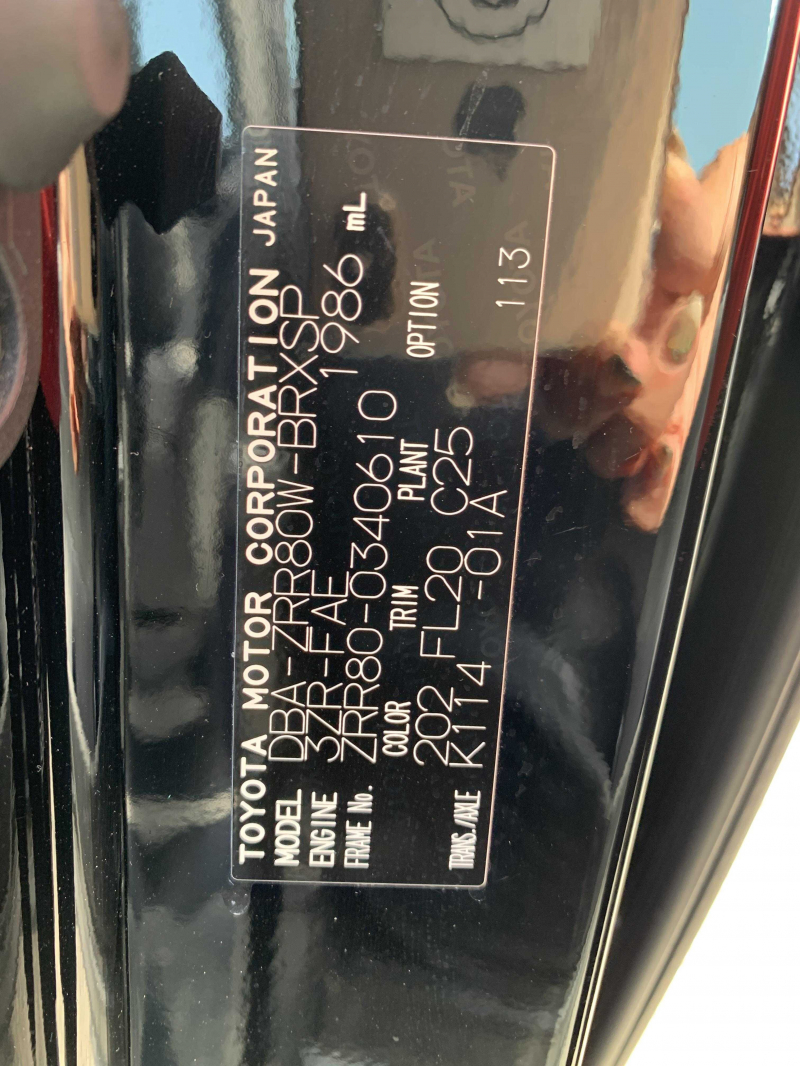 TOYOTA MOTOR CORPORATION JAPAN
MODEL DBA-ZRR80W-BRXSP
ENGINE 3ZR-FAE 1986 mL
FRAME No. ZRR80-0340610
COLOR TRIM PLANT OPTION
202 FL20 C25
TRANS./AXLE K114 -01A 113